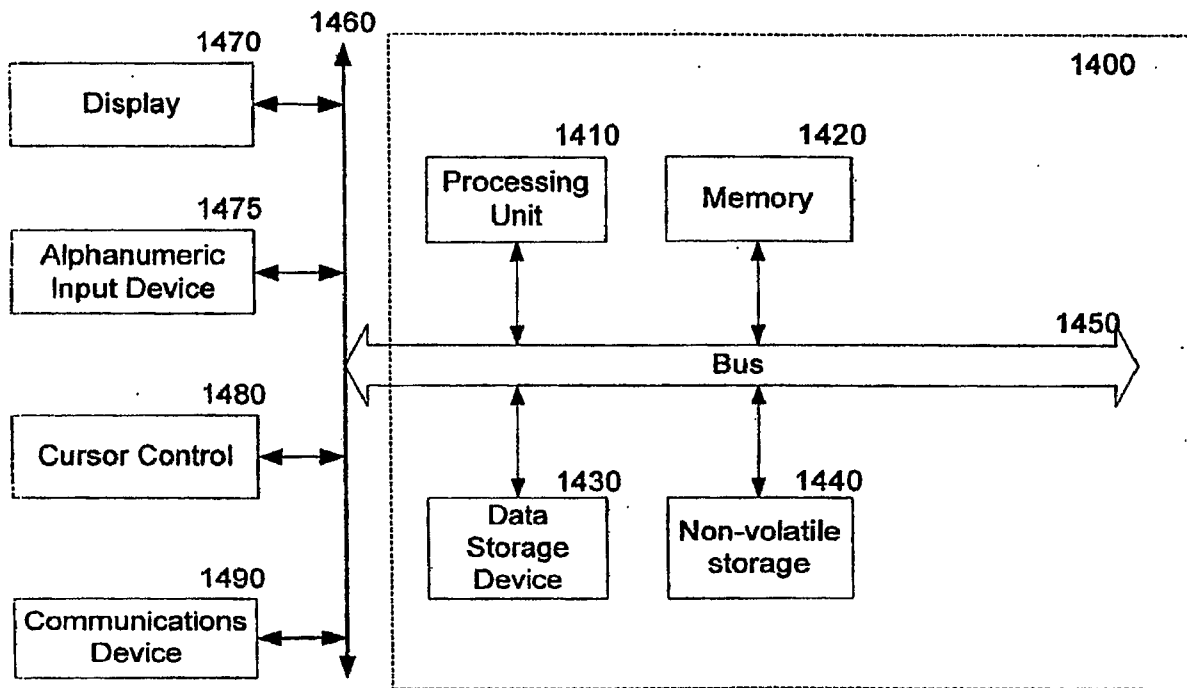 1460
1470
Display
1400
1410
Processing
Unit
1420
Memory
1475
Alphanumeric
Input Device
1450
Bus
1480
Cursor Control
1430
Data
Storage
Device
1440
Non-volatile
storage
1490
Communications
Device